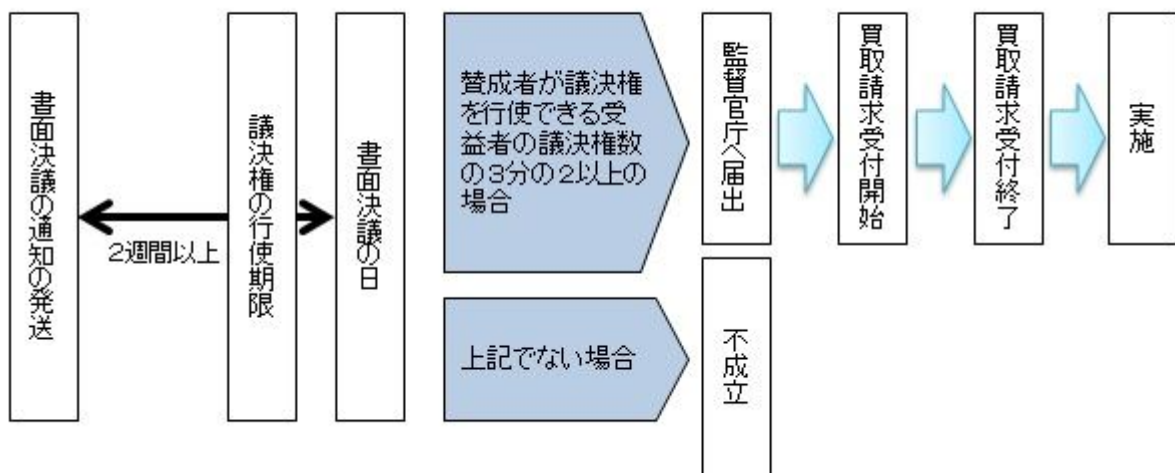 書面決議の通知の発送
2週間以上
議決権の行使期限
書面決議の日
賛成者が議決権
を行使できる受
益者の議決権数
の3分の2以上の
場合
監督官庁へ届出
買取請求受付開始
買取請求受付終了
実施
上記でない場合
不成立